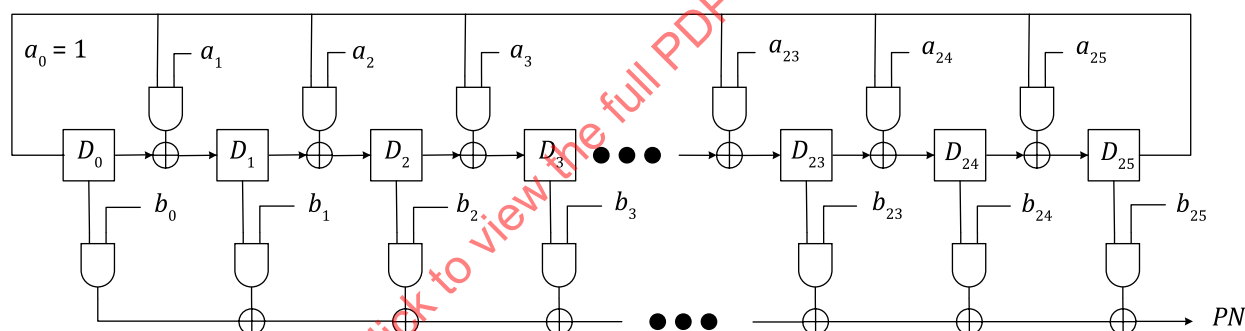 a₀ = 1 a₁ a₂ a₃ a₂₃ a₂₄ a₂₅
D₀ D₁ D₂ D₃ D₂₃ D₂₄ D₂₅
b₀ b₁ b₂ b₃ b₂₃ b₂₄ b₂₅
PN
to view the full PDF